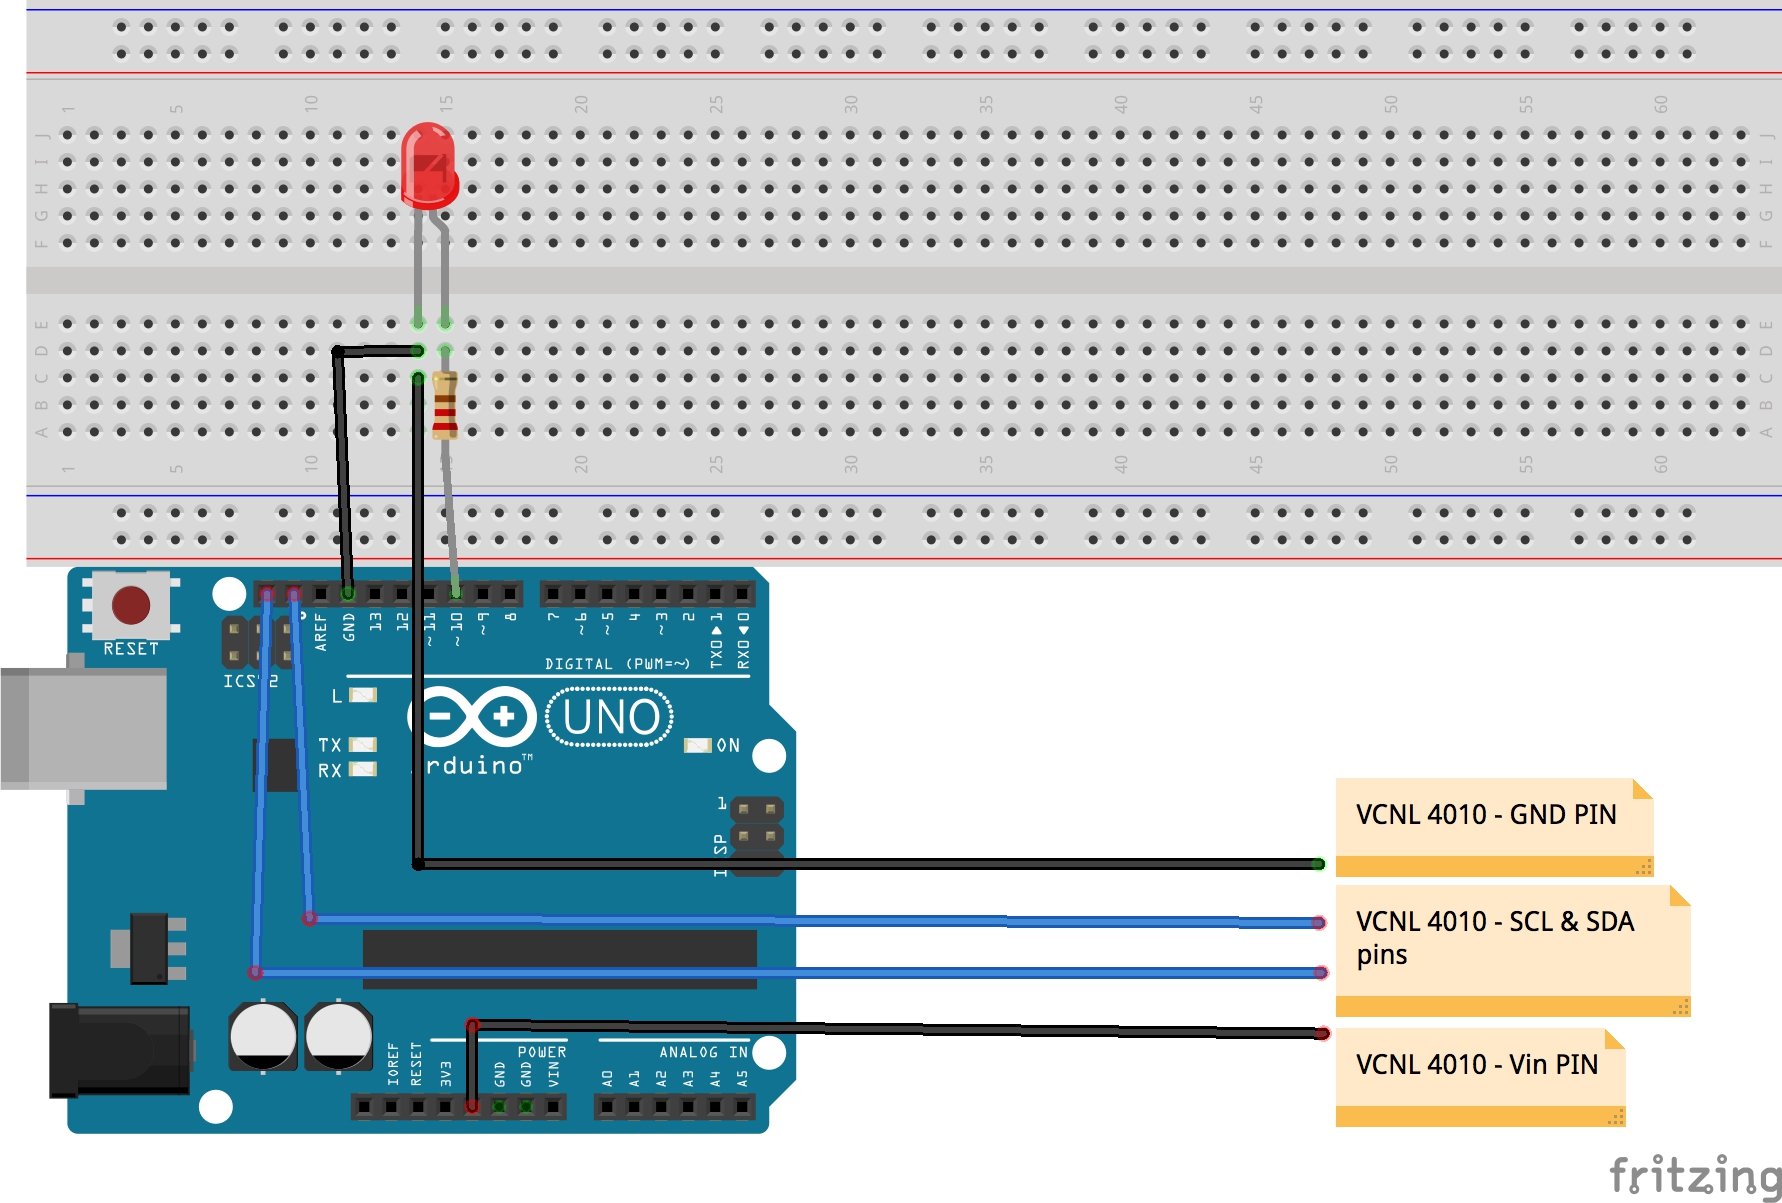 1 5 10 15 20 25 30 35 40 45 50 55 60
J J
I I
H H
G G
F F
E E
D D
C C
B B
A A
1 5 10 20 25 30 35 40 45 50 55 60
RESET
ICSP2
AREF
GND
13
12
~11
~10
~9
8
7
~6
~5
4
~3
2
TX0▶1
RX0◀0
DIGITAL (PWM=~)
L
TX
RX
UNO
ON
Arduino™
1
ICSP
VCNL 4010 - GND PIN
VCNL 4010 - SCL & SDA
pins
VCNL 4010 - Vin PIN
POWER
ANALOG IN
IOREF
RESET
3V3
GND
GND
VIN
A0
A1
A2
A3
A4
A5
fritzing